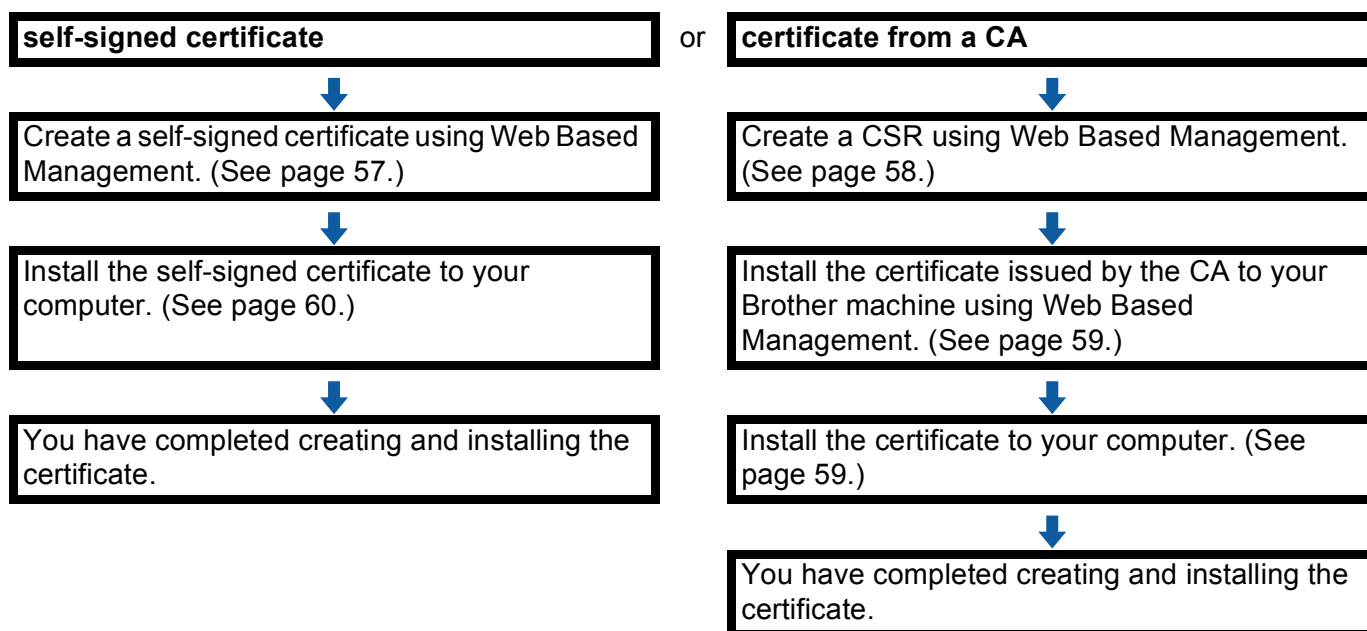 self-signed certificate
or
certificate from a CA
Create a self-signed certificate using Web Based
Management. (See page 57.)
Create a CSR using Web Based Management.
(See page 58.)
Install the self-signed certificate to your
computer. (See page 60.)
Install the certificate issued by the CA to your
Brother machine using Web Based
Management. (See page 59.)
You have completed creating and installing the
certificate.
Install the certificate to your computer. (See
page 59.)
You have completed creating and installing the
certificate.